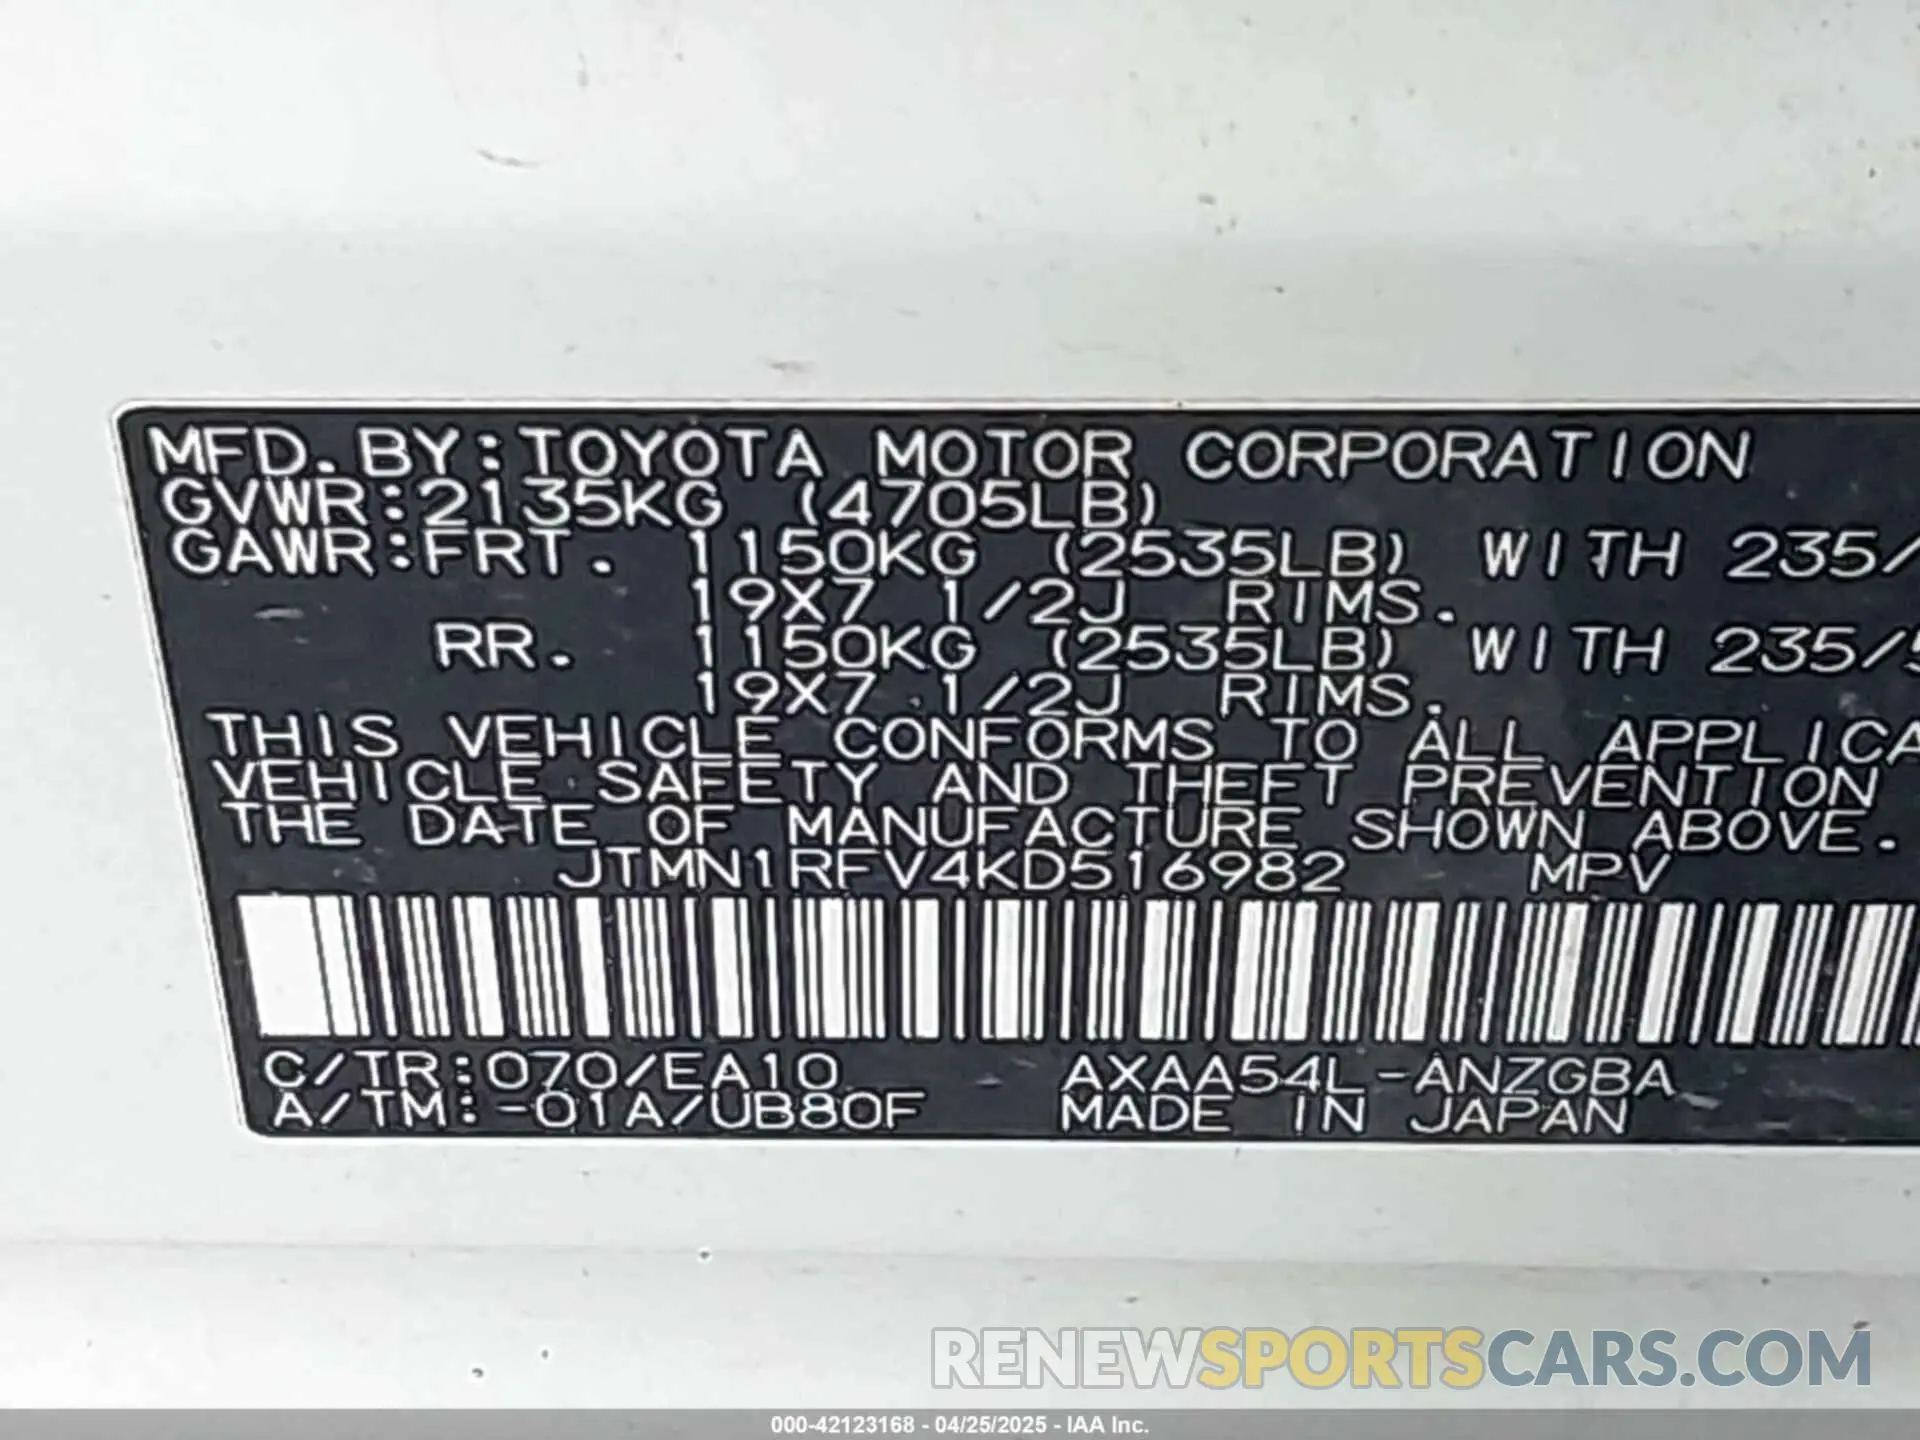 MFD. BY: TOYOTA MOTOR CORPORATION
GVWR: 2135KG (4705LB)
GAWR: FRT. 1150KG (2535LB) WITH 235/
19X7 1/2J RIMS.
RR. 1150KG (2535LB) WITH 235/5
19X7 1/2J RIMS.
THIS VEHICLE CONFORMS TO ALL APPLICA
VEHICLE SAFETY AND THEFT PREVENTION
THE DATE OF MANUFACTURE SHOWN ABOVE.
JTMN1RFV4KD516982 MPV
C/TR: 070/EA10 AXAA54L-ANZGBA
A/TM: -01A/UB80F MADE IN JAPAN
RENEWSPORTSCARS.COM
000-42123168 - 04/25/2025 - IAA Inc.